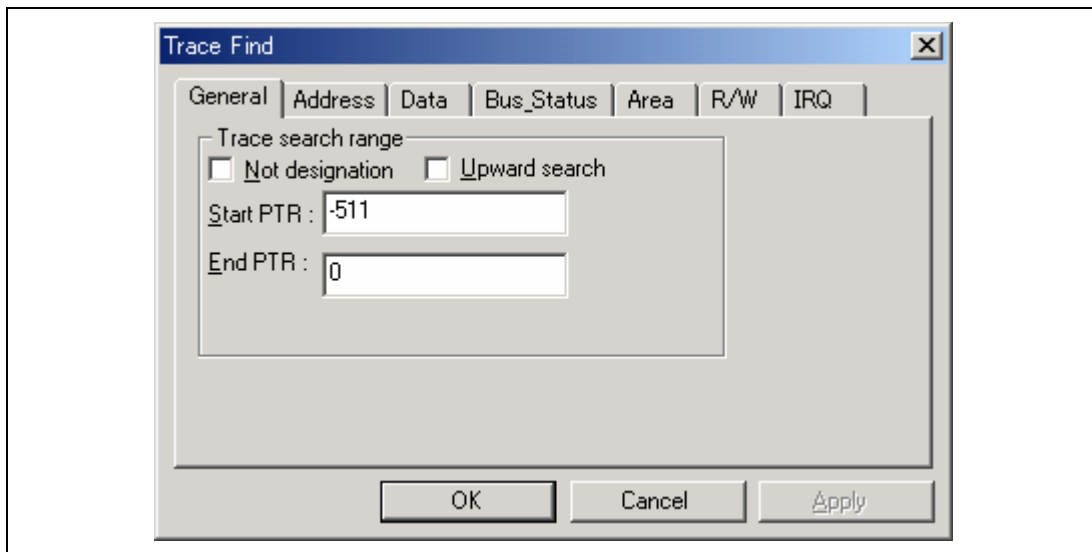 Trace Find
General Address Data Bus_Status Area R/W IRQ
Trace search range
Not designation Upward search
Start PTR : -511
End PTR : 0
OK Cancel Apply